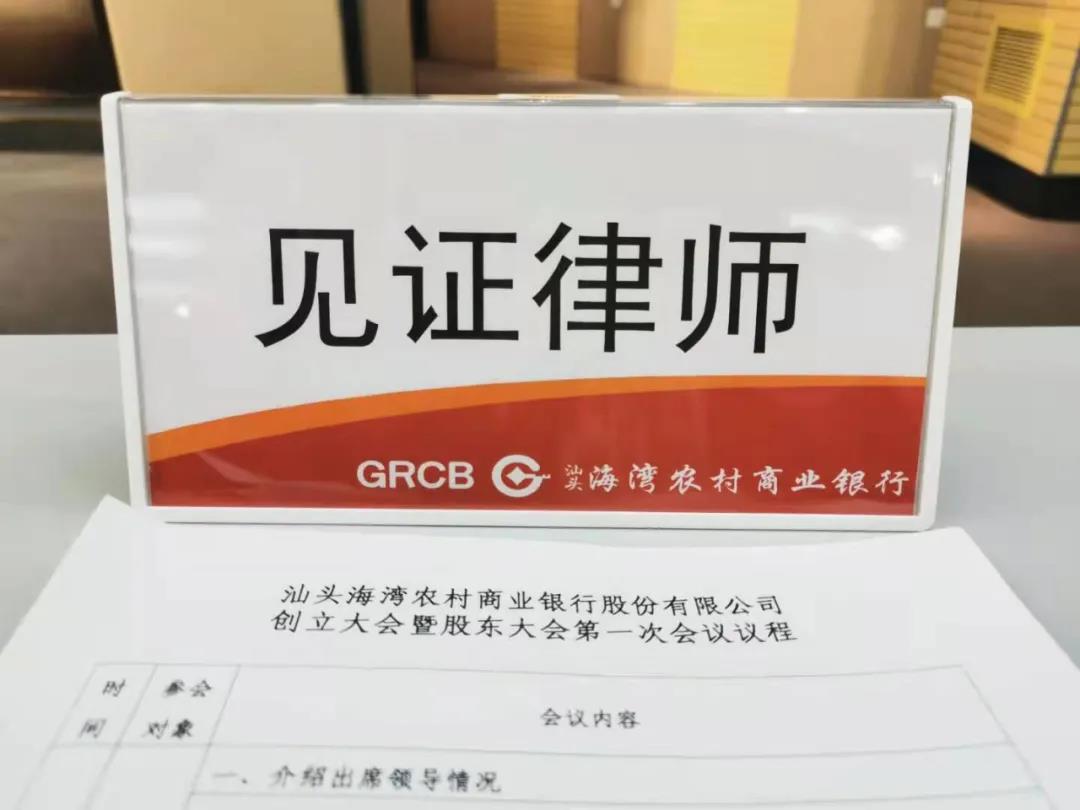 见证律师
GRCB 汕头海湾农村商业银行
汕头海湾农村商业银行股份有限公司
创立大会暨股东大会第一次会议议程
时间
参会对象
会议内容
一、介绍出席领导情况